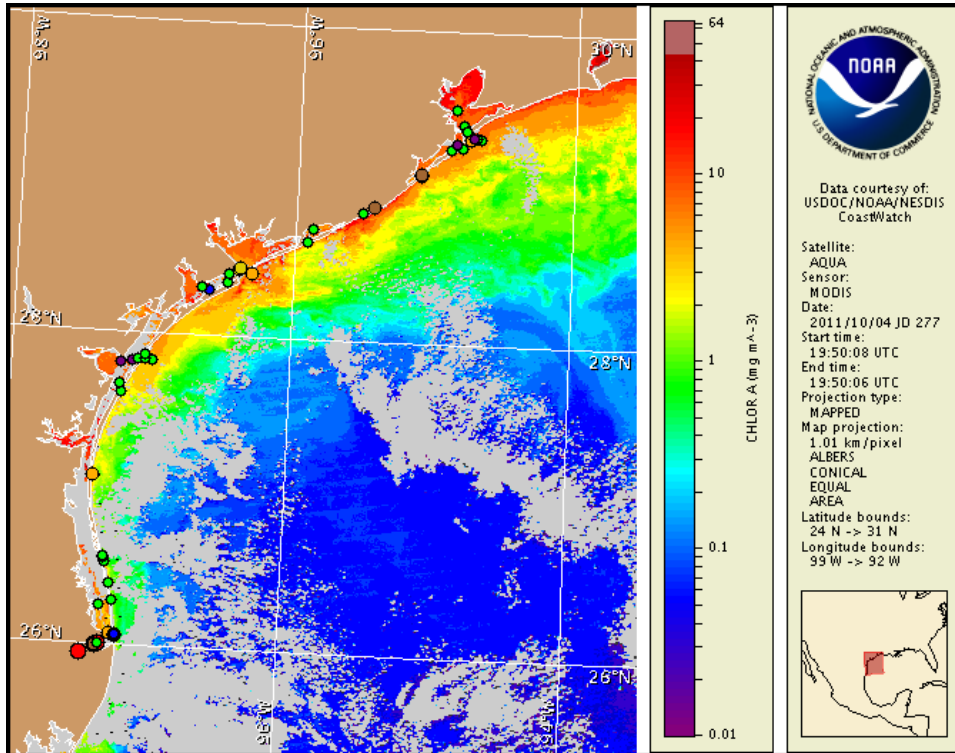 98°W
96°W
30°N
28°N
28°N
26°N
26°N
96°W
94°W
64
10
1
0.1
0.01
CHLOR A (mg m^-3)
NATIONAL OCEANIC AND ATMOSPHERIC ADMINISTRATION
NOAA
U.S. DEPARTMENT OF COMMERCE
Data courtesy of:
USDOC/NOAA/NESDIS
CoastWatch
Satellite:
AQUA
Sensor:
MODIS
Date:
2011/10/04 JD 277
Start time:
19:50:08 UTC
End time:
19:50:06 UTC
Projection type:
MAPPED
Map projection:
1.01 km/pixel
ALBERS
CONICAL
EQUAL
AREA
Latitude bounds:
24 N -> 31 N
Longitude bounds:
99 W -> 92 W